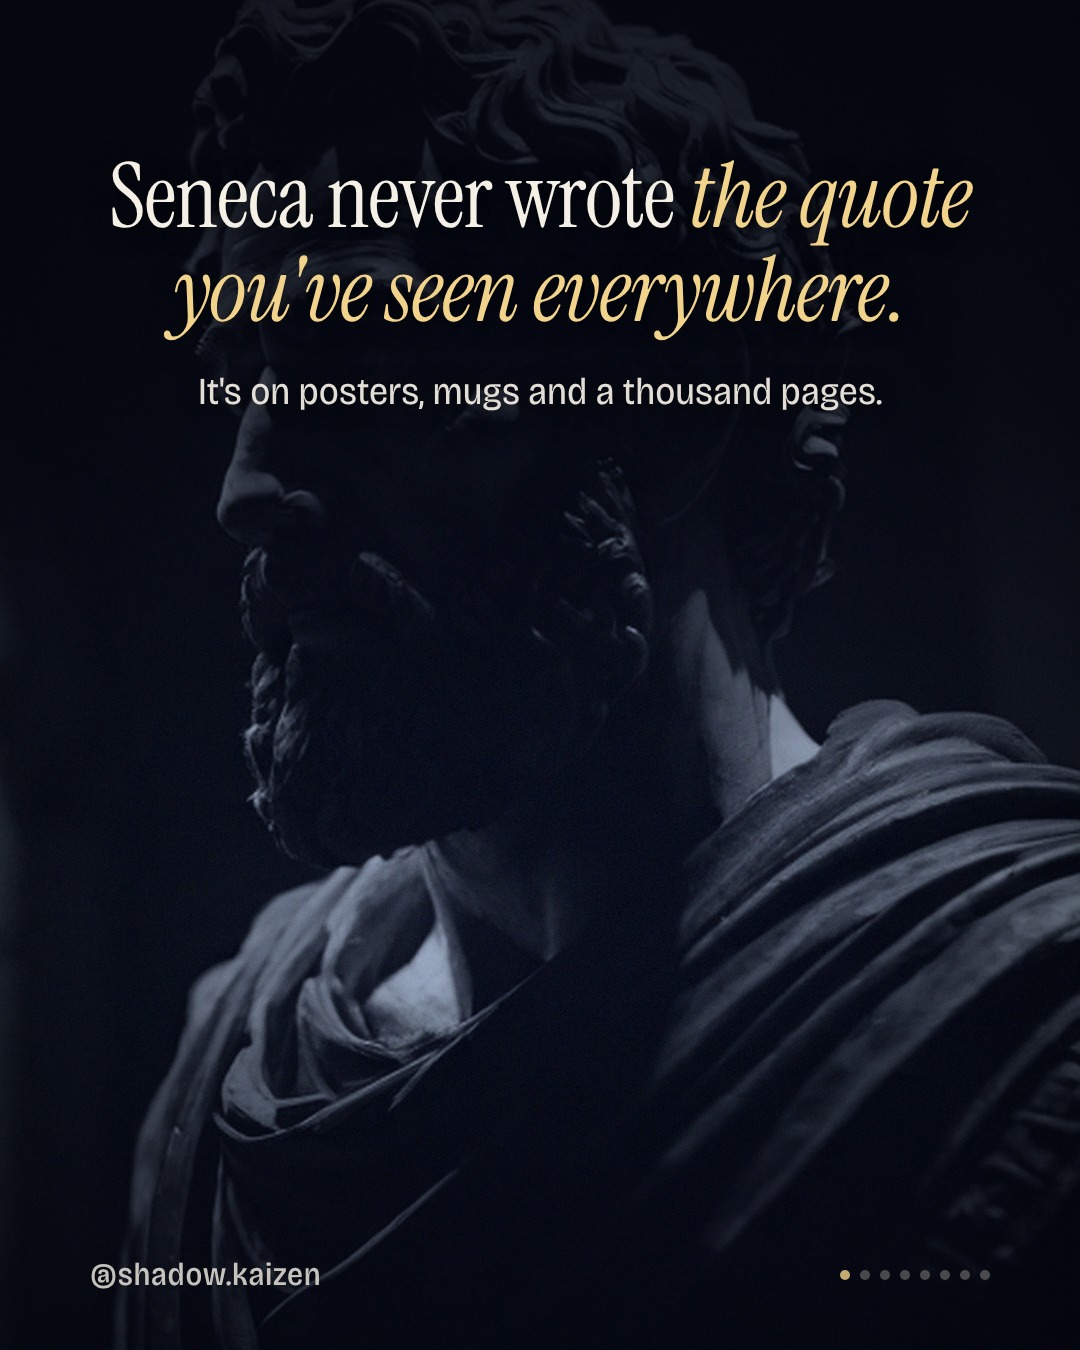 Seneca never wrote the quote
you've seen everywhere.
It's on posters, mugs and a thousand pages.
@shadow.kaizen